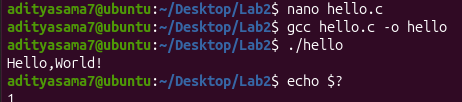 adityasama7@ubuntu:~/Desktop/Lab2$ nano hello.c
adityasama7@ubuntu:~/Desktop/Lab2$ gcc hello.c -o hello
adityasama7@ubuntu:~/Desktop/Lab2$ ./hello
Hello,World!
adityasama7@ubuntu:~/Desktop/Lab2$ echo $?
1